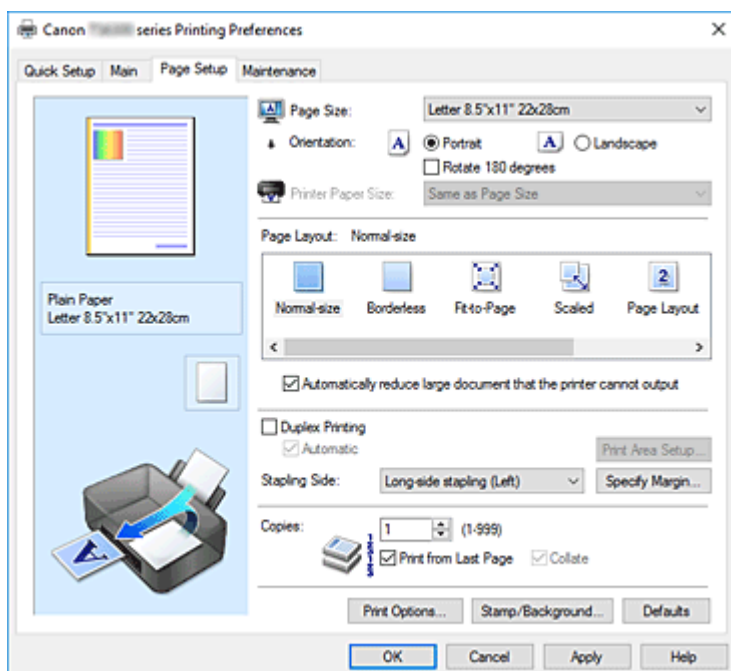 Canon series Printing Preferences
Quick Setup Main Page Setup Maintenance
Page Size: Letter 8.5"x11" 22x28cm
Orientation: A Portrait A Landscape
Rotate 180 degrees
Printer Paper Size: Same as Page Size
Page Layout: Normal-size
2
Normal-size Borderless Fit-to-Page Scaled Page Layout
Plain Paper
Letter 8.5"x11" 22x28cm
Automatically reduce large document that the printer cannot output
Duplex Printing
Automatic Print Area Setup...
Stapling Side: Long-side stapling (Left) Specify Margin...
Copies: 1 (1-999)
Print from Last Page Collate
A
Print Options... Stamp/Background... Defaults
OK Cancel Apply Help